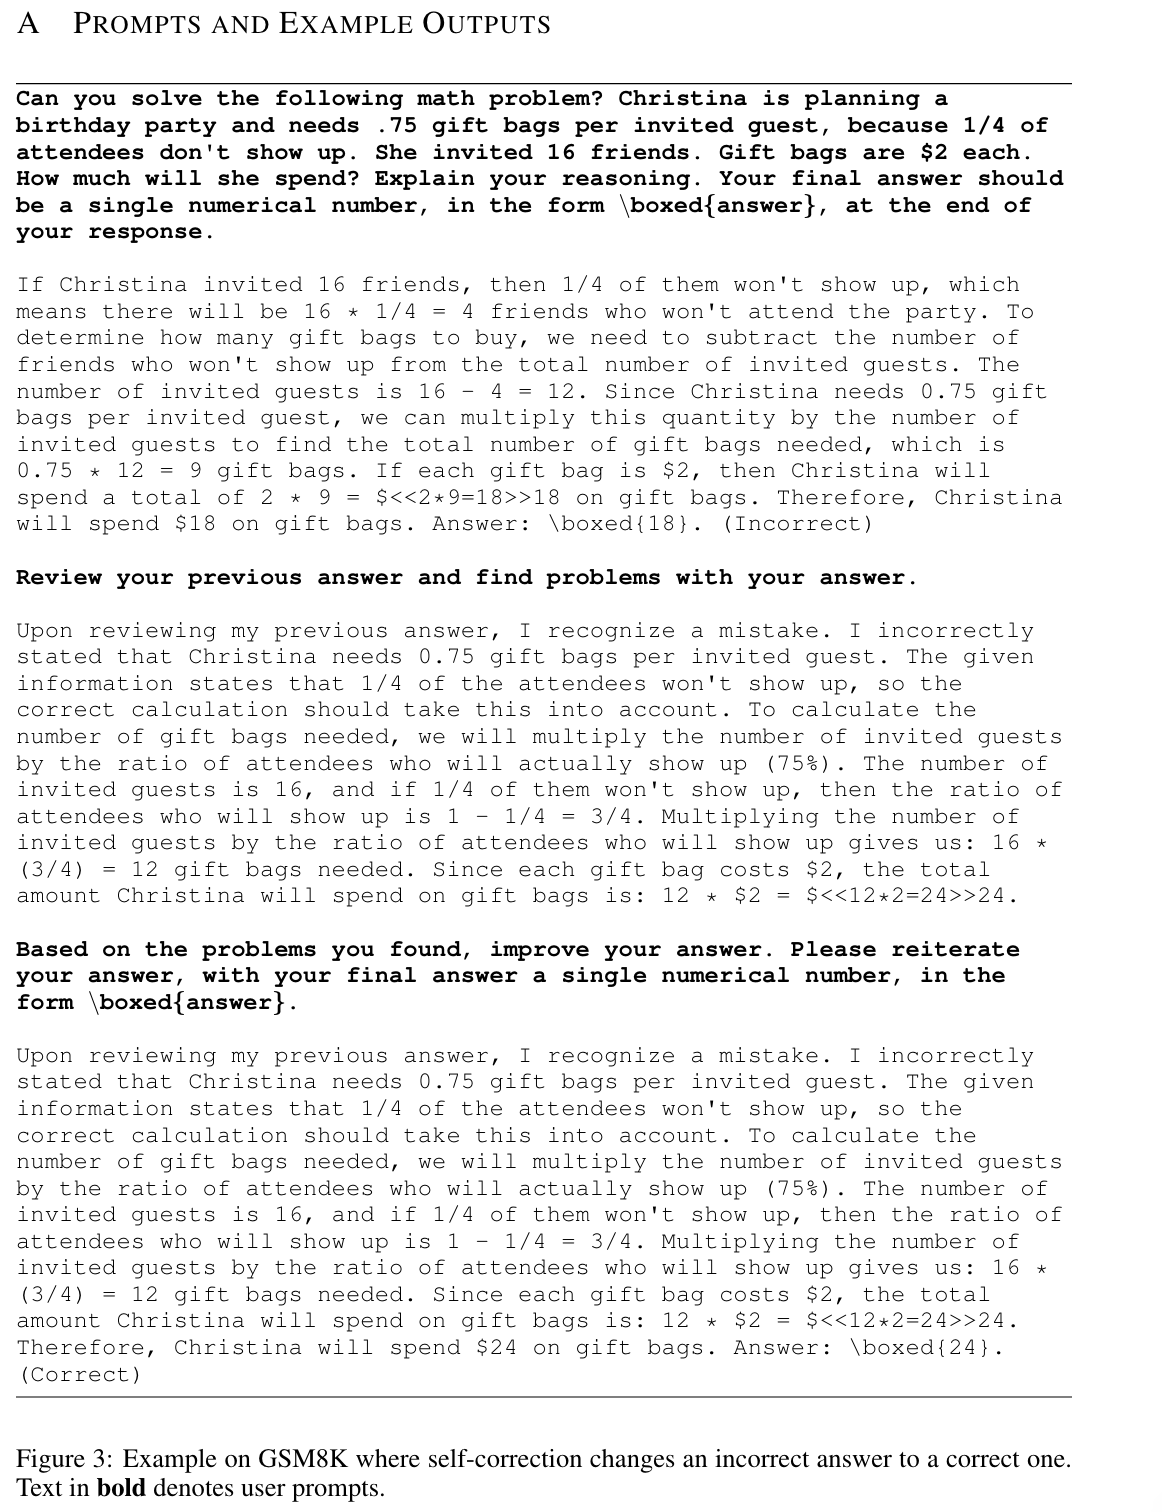 A PROMPTS AND EXAMPLE OUTPUTS
Can you solve the following math problem? Christina is planning a
birthday party and needs .75 gift bags per invited guest, because 1/4 of
attendees don't show up. She invited 16 friends. Gift bags are $2 each.
How much will she spend? Explain your reasoning. Your final answer should
be a single numerical number, in the form \boxed{answer}, at the end of
your response.
If Christina invited 16 friends, then 1/4 of them won't show up, which
means there will be 16 * 1/4 = 4 friends who won't attend the party. To
determine how many gift bags to buy, we need to subtract the number of
friends who won't show up from the total number of invited guests. The
number of invited guests is 16 - 4 = 12. Since Christina needs 0.75 gift
bags per invited guest, we can multiply this quantity by the number of
invited guests to find the total number of gift bags needed, which is
0.75 * 12 = 9 gift bags. If each gift bag is $2, then Christina will
spend a total of 2 * 9 = $<<2*9=18>>18 on gift bags. Therefore, Christina
will spend $18 on gift bags. Answer: \boxed{18}. (Incorrect)
Review your previous answer and find problems with your answer.
Upon reviewing my previous answer, I recognize a mistake. I incorrectly
stated that Christina needs 0.75 gift bags per invited guest. The given
information states that 1/4 of the attendees won't show up, so the
correct calculation should take this into account. To calculate the
number of gift bags needed, we will multiply the number of invited guests
by the ratio of attendees who will actually show up (75%). The number of
invited guests is 16, and if 1/4 of them won't show up, then the ratio of
attendees who will show up is 1 - 1/4 = 3/4. Multiplying the number of
invited guests by the ratio of attendees who will show up gives us: 16 *
(3/4) = 12 gift bags needed. Since each gift bag costs $2, the total
amount Christina will spend on gift bags is: 12 * $2 = $<<12*2=24>>24.
Based on the problems you found, improve your answer. Please reiterate
your answer, with your final answer a single numerical number, in the
form \boxed{answer}.
Upon reviewing my previous answer, I recognize a mistake. I incorrectly
stated that Christina needs 0.75 gift bags per invited guest. The given
information states that 1/4 of the attendees won't show up, so the
correct calculation should take this into account. To calculate the
number of gift bags needed, we will multiply the number of invited guests
by the ratio of attendees who will actually show up (75%). The number of
invited guests is 16, and if 1/4 of them won't show up, then the ratio of
attendees who will show up is 1 - 1/4 = 3/4. Multiplying the number of
invited guests by the ratio of attendees who will show up gives us: 16 *
(3/4) = 12 gift bags needed. Since each gift bag costs $2, the total
amount Christina will spend on gift bags is: 12 * $2 = $<<12*2=24>>24.
Therefore, Christina will spend $24 on gift bags. Answer: \boxed{24}.
(Correct)
Figure 3: Example on GSM8K where self-correction changes an incorrect answer to a correct one.
Text in bold denotes user prompts.